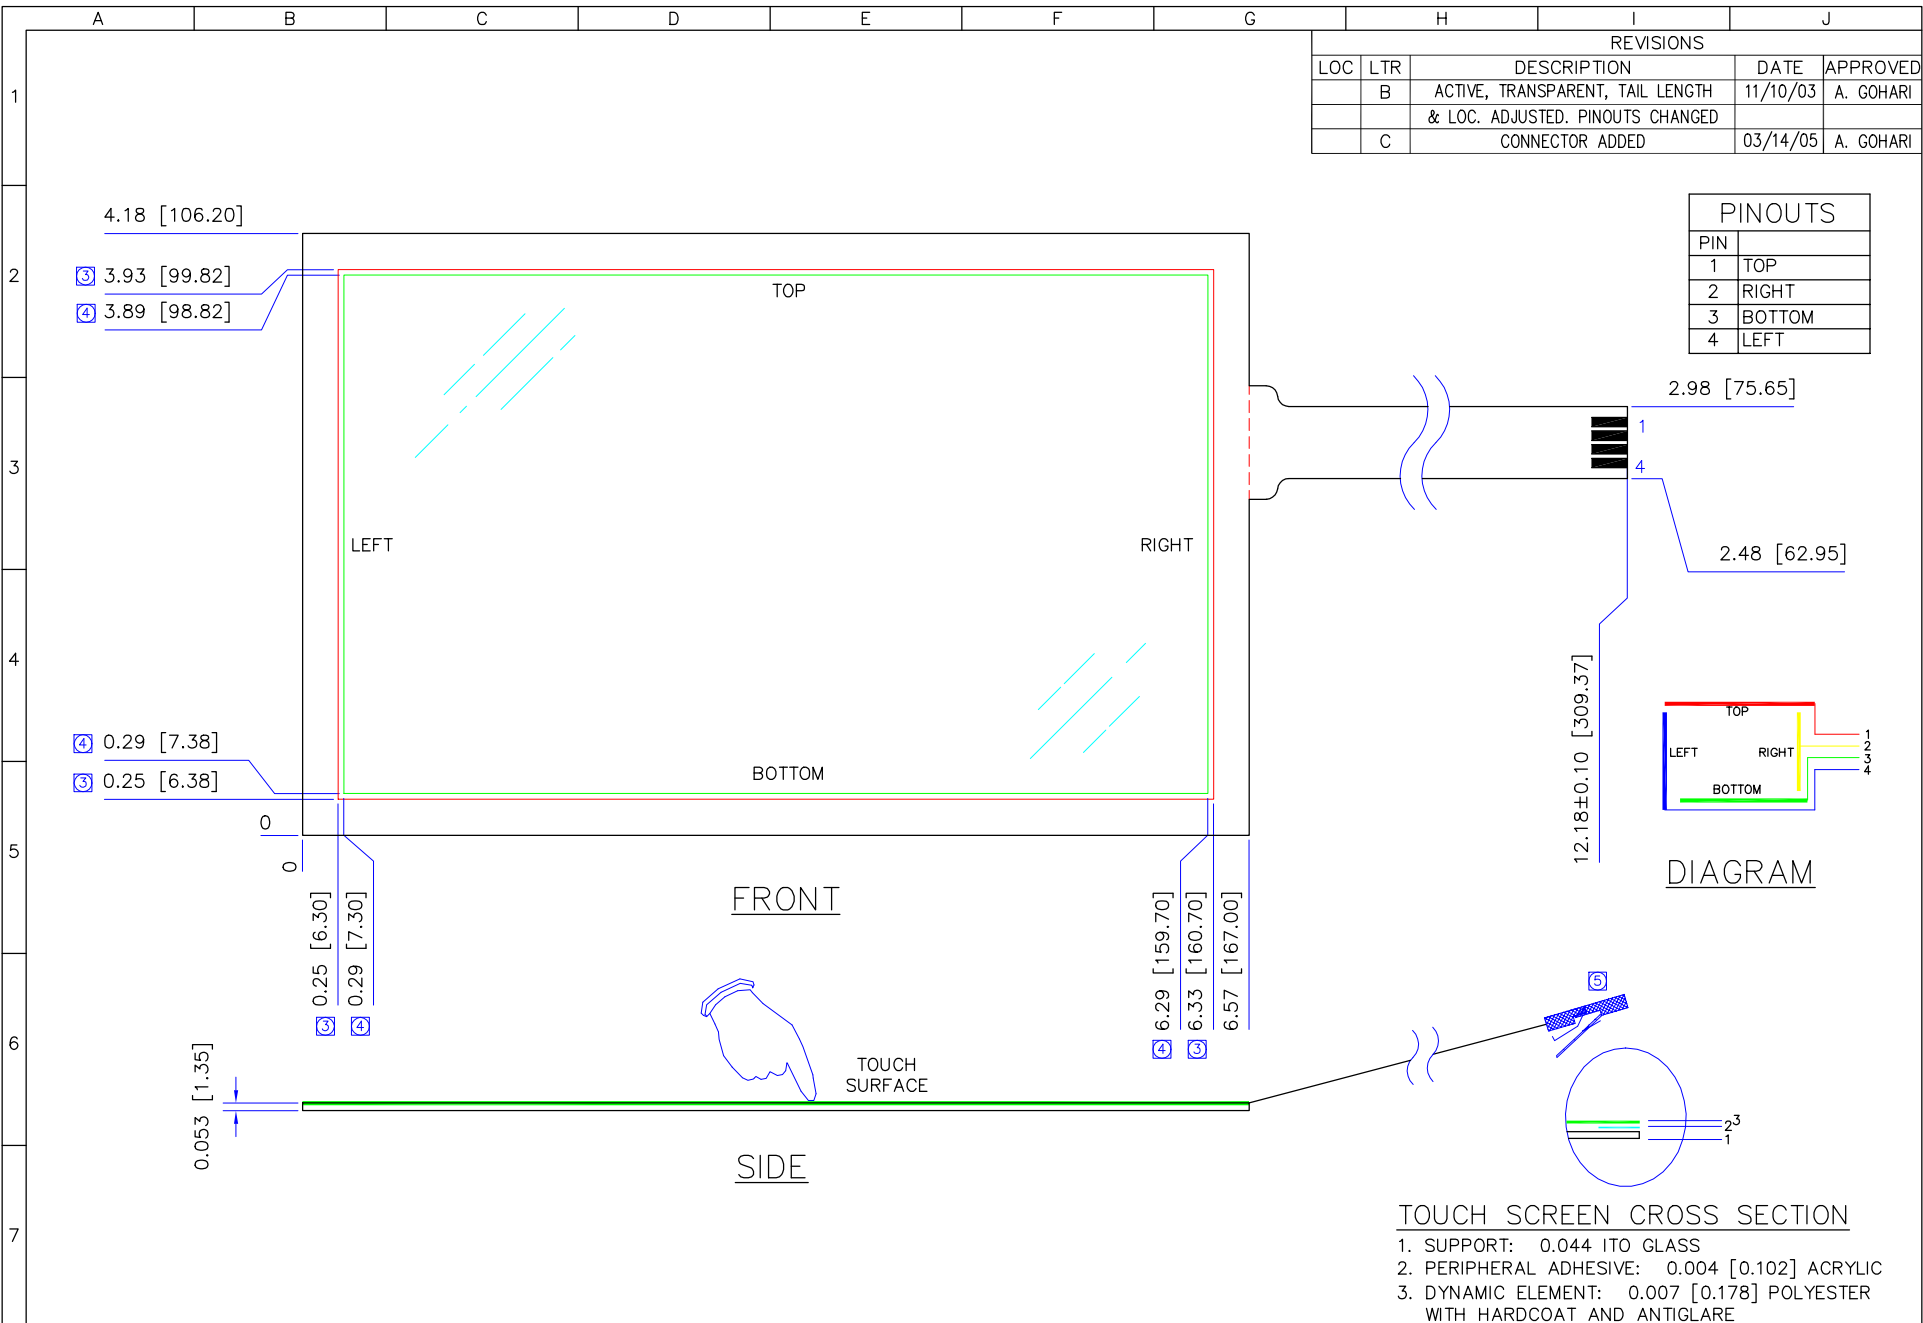 A B C D E F G H I J
1
2
3
4
5
6
7
REVISIONS
LOC LTR DESCRIPTION DATE APPROVED
B ACTIVE, TRANSPARENT, TAIL LENGTH 11/10/03 A. GOHARI
& LOC. ADJUSTED. PINOUTS CHANGED
C CONNECTOR ADDED 03/14/05 A. GOHARI
PINOUTS
PIN
1 TOP
2 RIGHT
3 BOTTOM
4 LEFT
4.18 [106.20]
3 3.93 [99.82]
4 3.89 [98.82]
TOP
LEFT
RIGHT
BOTTOM
4 0.29 [7.38]
3 0.25 [6.38]
0
0
0.25 [6.30]
3
0.29 [7.30]
4
6.29 [159.70]
4
6.33 [160.70]
3
6.57 [167.00]
FRONT
2.98 [75.65]
1
4
2.48 [62.95]
12.18±0.10 [309.37]
TOP
LEFT
RIGHT
BOTTOM
1
2
3
4
DIAGRAM
0.053 [1.35]
TOUCH
SURFACE
SIDE
5
3
2
1
TOUCH SCREEN CROSS SECTION
1. SUPPORT: 0.044 ITO GLASS
2. PERIPHERAL ADHESIVE: 0.004 [0.102] ACRYLIC
3. DYNAMIC ELEMENT: 0.007 [0.178] POLYESTER
WITH HARDCOAT AND ANTIGLARE